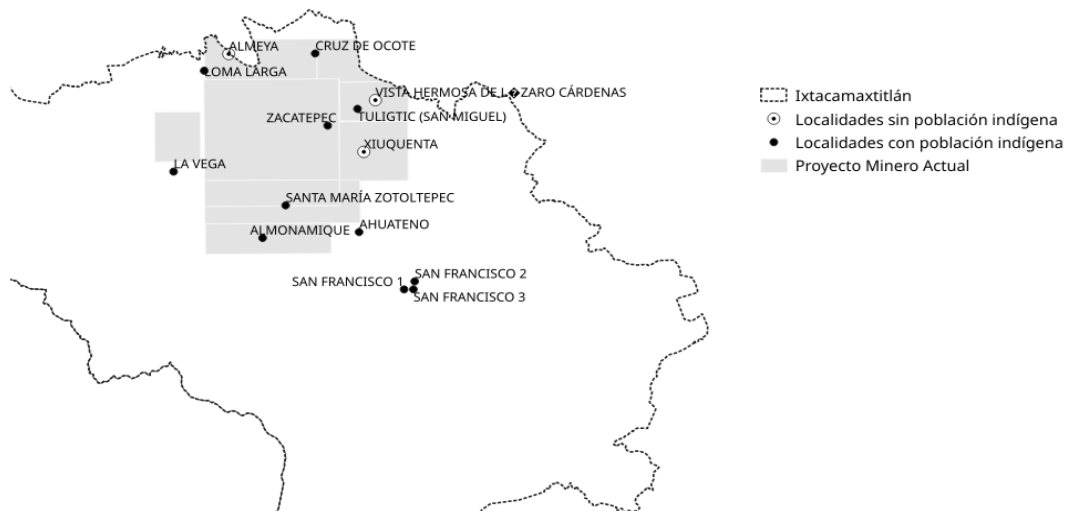 ALMEYA
CRUZ DE OCOTE
LOMA LARGA
VISTA HERMOSA DE L�ZARO CÁRDENAS
ZACATEPEC
TULIGTIC (SAN MIGUEL)
XIUQUENTA
LA VEGA
SANTA MARÍA ZOTOLTEPEC
ALMONAMIQUE
AHUATENO
SAN FRANCISCO 1
SAN FRANCISCO 2
SAN FRANCISCO 3
Ixtacamaxtitlán
Localidades sin población indígena
Localidades con población indígena
Proyecto Minero Actual